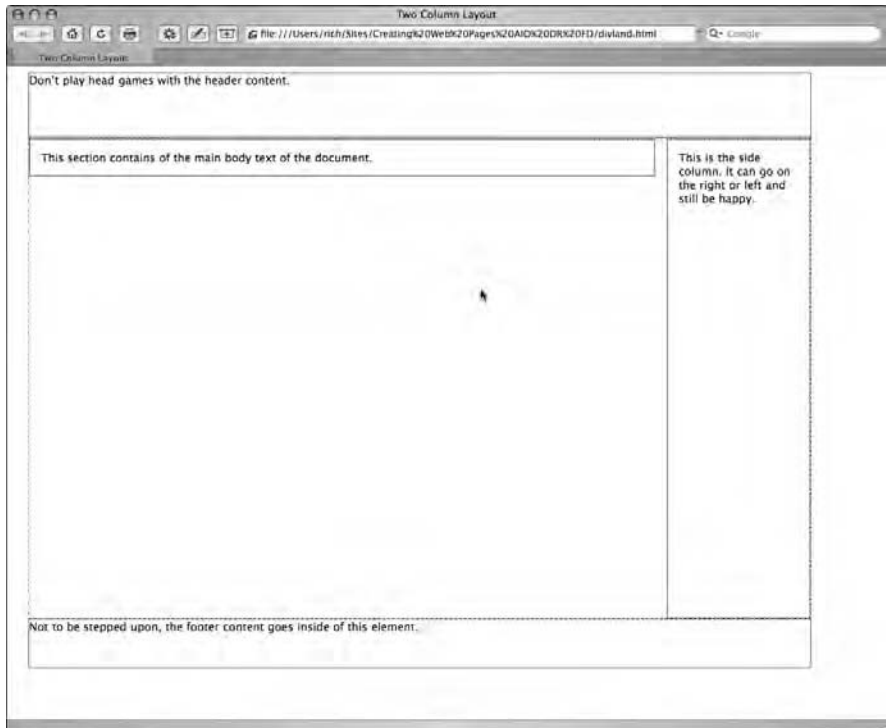 Two Column Layout
file:///Users/rich/Sites/Creating%20Web%20Pages%20AIO%20DR%20FD/divland.html
Google
Two Column Layout
Don't play head games with the header content.
This section contains of the main body text of the document.
This is the side
column. It can go on
the right or left and
still be happy.
Not to be stepped upon, the footer content goes inside of this element.